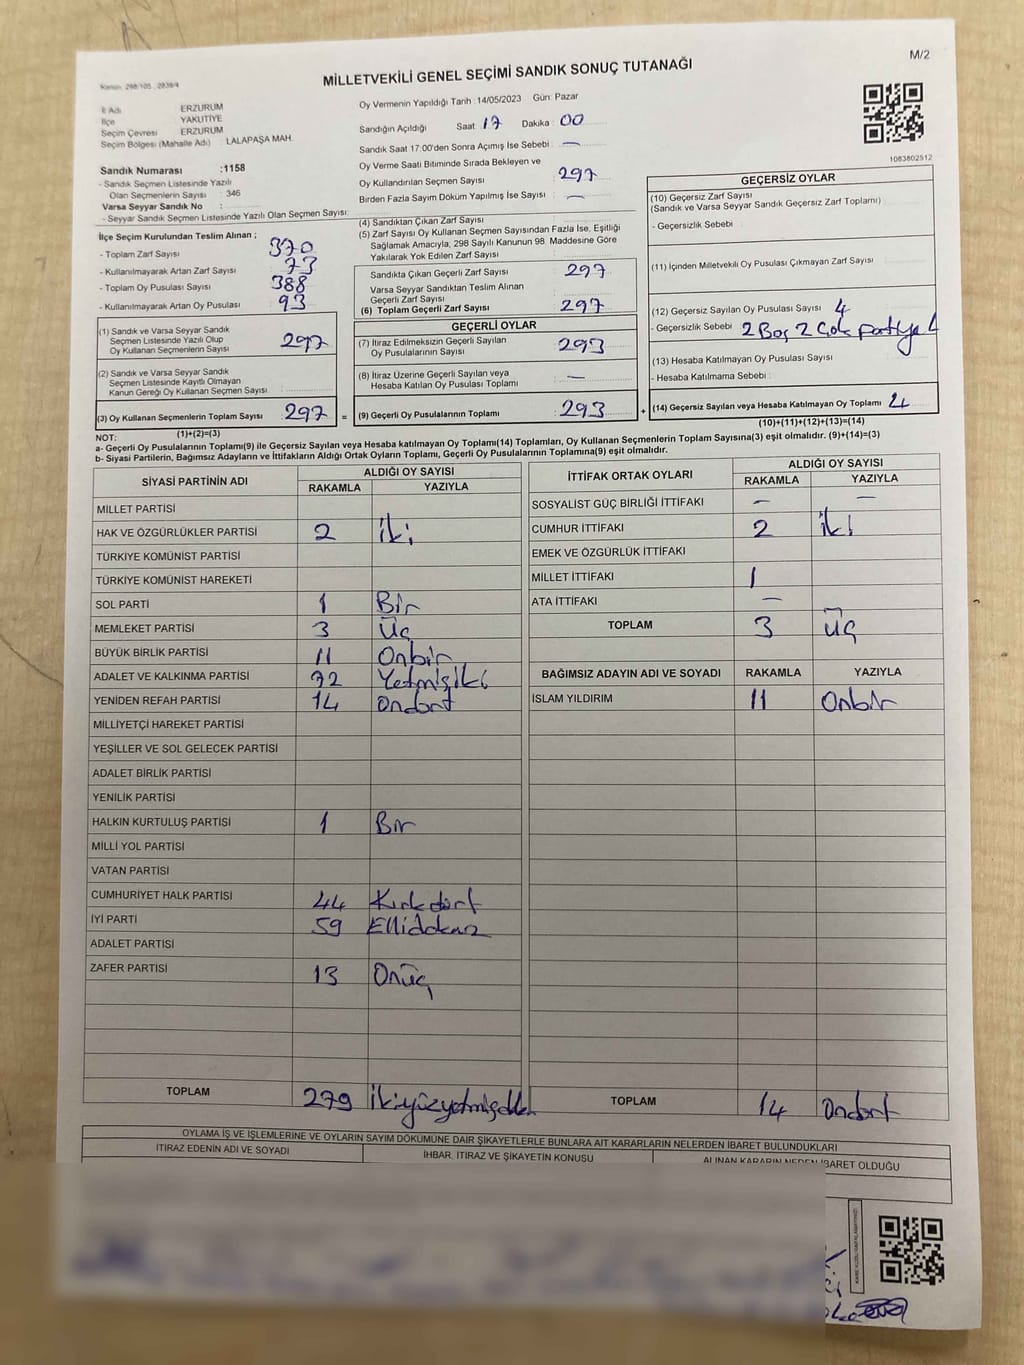 M/2
MİLLETVEKİLİ GENEL SEÇİMİ SANDIK SONUÇ TUTANAĞI
İl Adı ERZURUM
İlçe YAKUTİYE
Seçim Çevresi ERZURUM
Seçim Bölgesi (Mahalle Adı) : LALAPAŞA MAH.
Sandık Numarası :1158
- Sandık Seçmen Listesinde Yazılı
Olan Seçmenlerin Sayısı : 346
Varsa Seyyar Sandık No :
- Seyyar Sandık Seçmen Listesinde Yazılı Olan Seçmen Sayısı:
Oy Vermenin Yapıldığı Tarih : 14/05/2023 Gün: Pazar
Sandığın Açıldığı Saat 17 Dakika : 00
Sandık Saat 17:00'den Sonra Açımış İse Sebebi : —
Oy Verme Saati Bitiminde Sırada Bekleyen ve
Oy Kullandırılan Seçmen Sayısı : 297
Birden Fazla Sayım Döküm Yapılmış İse Sayısı : —
1083802512
İlçe Seçim Kurulundan Teslim Alınan ;
- Toplam Zarf Sayısı : 370
- Kullanılmayarak Artan Zarf Sayısı : 73
- Toplam Oy Pusulası Sayısı : 388
- Kullanılmayarak Artan Oy Pusulası : 93
(1) Sandık ve Varsa Seyyar Sandık
Seçmen Listesinde Yazılı Olup
Oy Kullanan Seçmenlerin Sayısı : 297
(2) Sandık ve Varsa Seyyar Sandık
Seçmen Listesinde Kayıtlı Olmayan
Kanun Gereği Oy Kullanan Seçmen Sayısı :
(3) Oy Kullanan Seçmenlerin Toplam Sayısı : 297 =
(1)+(2)=(3)
(4) Sandıktan Çıkan Zarf Sayısı :
(5) Zarf Sayısı Oy Kullanan Seçmen Sayısından Fazla İse, Eşitliği
Sağlamak Amacıyla, 298 Sayılı Kanunun 98. Maddesine Göre
Yakılarak Yok Edilen Zarf Sayısı :
Sandıkta Çıkan Geçerli Zarf Sayısı : 297
Varsa Seyyar Sandıktan Teslim Alınan
Geçerli Zarf Sayısı :
(6) Toplam Geçerli Zarf Sayısı : 297
GEÇERLİ OYLAR
(7) İtiraz Edilmeksizin Geçerli Sayılan
Oy Pusulalarının Sayısı : 293
(8) İtiraz Üzerine Geçerli Sayılan veya
Hesaba Katılan Oy Pusulası Toplamı : —
(9) Geçerli Oy Pusulalarının Toplamı : 293 +
GEÇERSİZ OYLAR
(10) Geçersiz Zarf Sayısı
(Sandık ve Varsa Seyyar Sandık Geçersiz Zarf Toplamı) :
- Geçersizlik Sebebi :
(11) İçinden Milletvekili Oy Pusulası Çıkmayan Zarf Sayısı :
(12) Geçersiz Sayılan Oy Pusulası Sayısı : 4
- Geçersizlik Sebebi : 2 Boş 2 Çok partiye
(13) Hesaba Katılmayan Oy Pusulası Sayısı :
- Hesaba Katılmama Sebebi :
(14) Geçersiz Sayılan veya Hesaba Katılmayan Oy Toplamı : 4
(10)+(11)+(12)+(13)=(14)
NOT:
a- Geçerli Oy Pusulalarının Toplamı(9) ile Geçersiz Sayılan veya Hesaba katılmayan Oy Toplamı(14) Toplamları, Oy Kullanan Seçmenlerin Toplam Sayısına(3) eşit olmalıdır. (9)+(14)=(3)
b- Siyasi Partilerin, Bağımsız Adayların ve İttifakların Aldığı Ortak Oyların Toplamı, Geçerli Oy Pusulalarının Toplamına(9) eşit olmalıdır.
SİYASİ PARTİNİN ADI ALDIĞI OY SAYISI
RAKAMLA YAZIYLA
MİLLET PARTİSİ
HAK VE ÖZGÜRLÜKLER PARTİSİ 2 iki
TÜRKİYE KOMÜNİST PARTİSİ
TÜRKİYE KOMÜNİST HAREKETİ
SOL PARTİ 1 Bir
MEMLEKET PARTİSİ 3 Üç
BÜYÜK BİRLİK PARTİSİ 11 Onbir
ADALET VE KALKINMA PARTİSİ 72 Yetmişiki
YENİDEN REFAH PARTİSİ 14 Ondört
MİLLİYETÇİ HAREKET PARTİSİ
YEŞİLLER VE SOL GELECEK PARTİSİ
ADALET BİRLİK PARTİSİ
YENİLİK PARTİSİ
HALKIN KURTULUŞ PARTİSİ 1 Bir
MİLLİ YOL PARTİSİ
VATAN PARTİSİ
CUMHURİYET HALK PARTİSİ 44 Kırkdört
İYİ PARTİ 59 Ellidokuz
ADALET PARTİSİ
ZAFER PARTİSİ 13 Onüç
TOPLAM 279
İTTİFAK ORTAK OYLARI ALDIĞI OY SAYISI
RAKAMLA YAZIYLA
SOSYALİST GÜÇ BİRLİĞİ İTTİFAKI — —
CUMHUR İTTİFAKI 2 iki
EMEK VE ÖZGÜRLÜK İTTİFAKI
MİLLET İTTİFAKI 1
ATA İTTİFAKI —
TOPLAM 3 üç
BAĞIMSIZ ADAYIN ADI VE SOYADI RAKAMLA YAZIYLA
İSLAM YILDIRIM 11 Onbir
TOPLAM 14 Ondört
OYLAMA İŞ VE İŞLEMLERİNE VE OYLARIN SAYIM DÖKÜMÜNE DAİR ŞİKAYETLERLE BUNLARA AİT KARARLARIN NELERDEN İBARET BULUNDUKLARI
İTİRAZ EDENİN ADI VE SOYADI İHBAR, İTİRAZ VE ŞİKAYETİN KONUSU ALINAN KARARIN NEDEN İBARET OLDUĞU